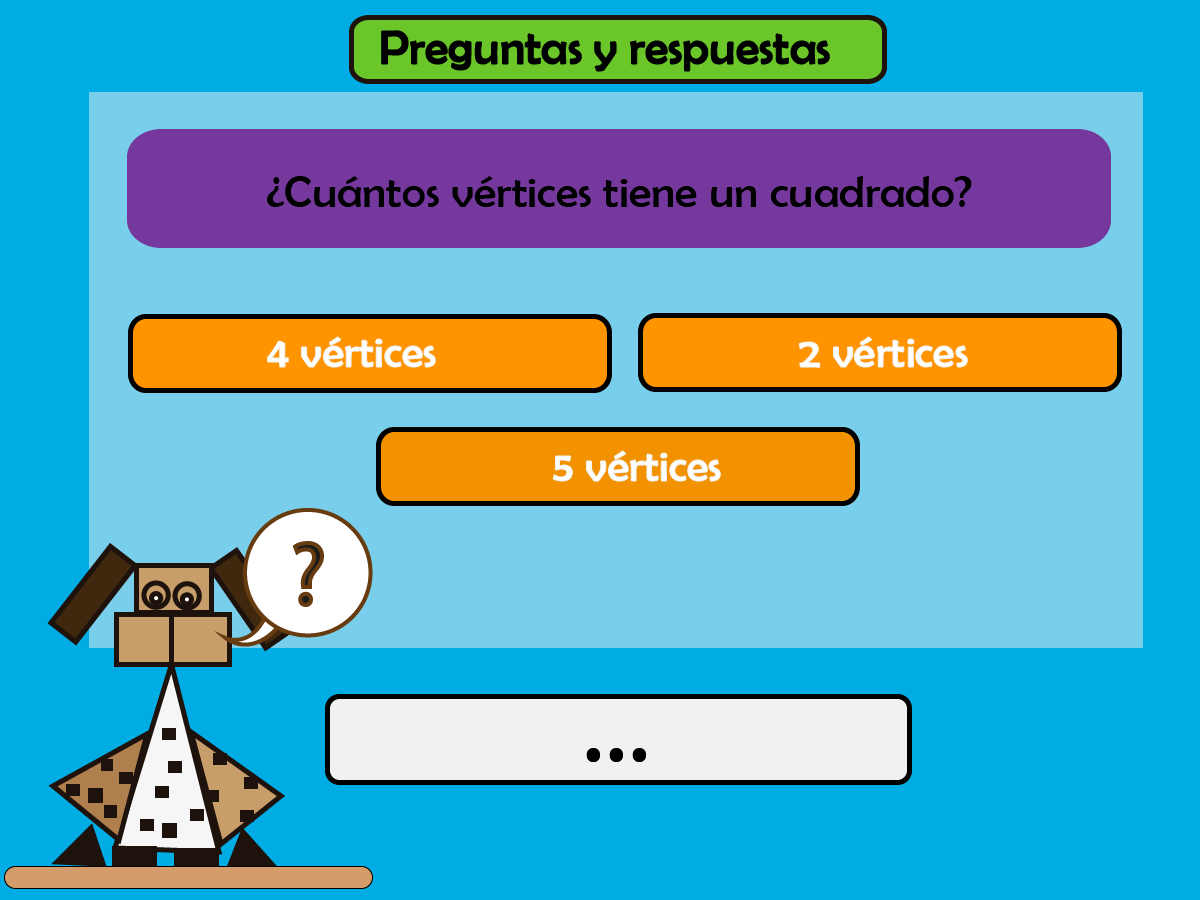 Preguntas y respuestas
¿Cuántos vértices tiene un cuadrado?
4 vértices
2 vértices
5 vértices
?
...